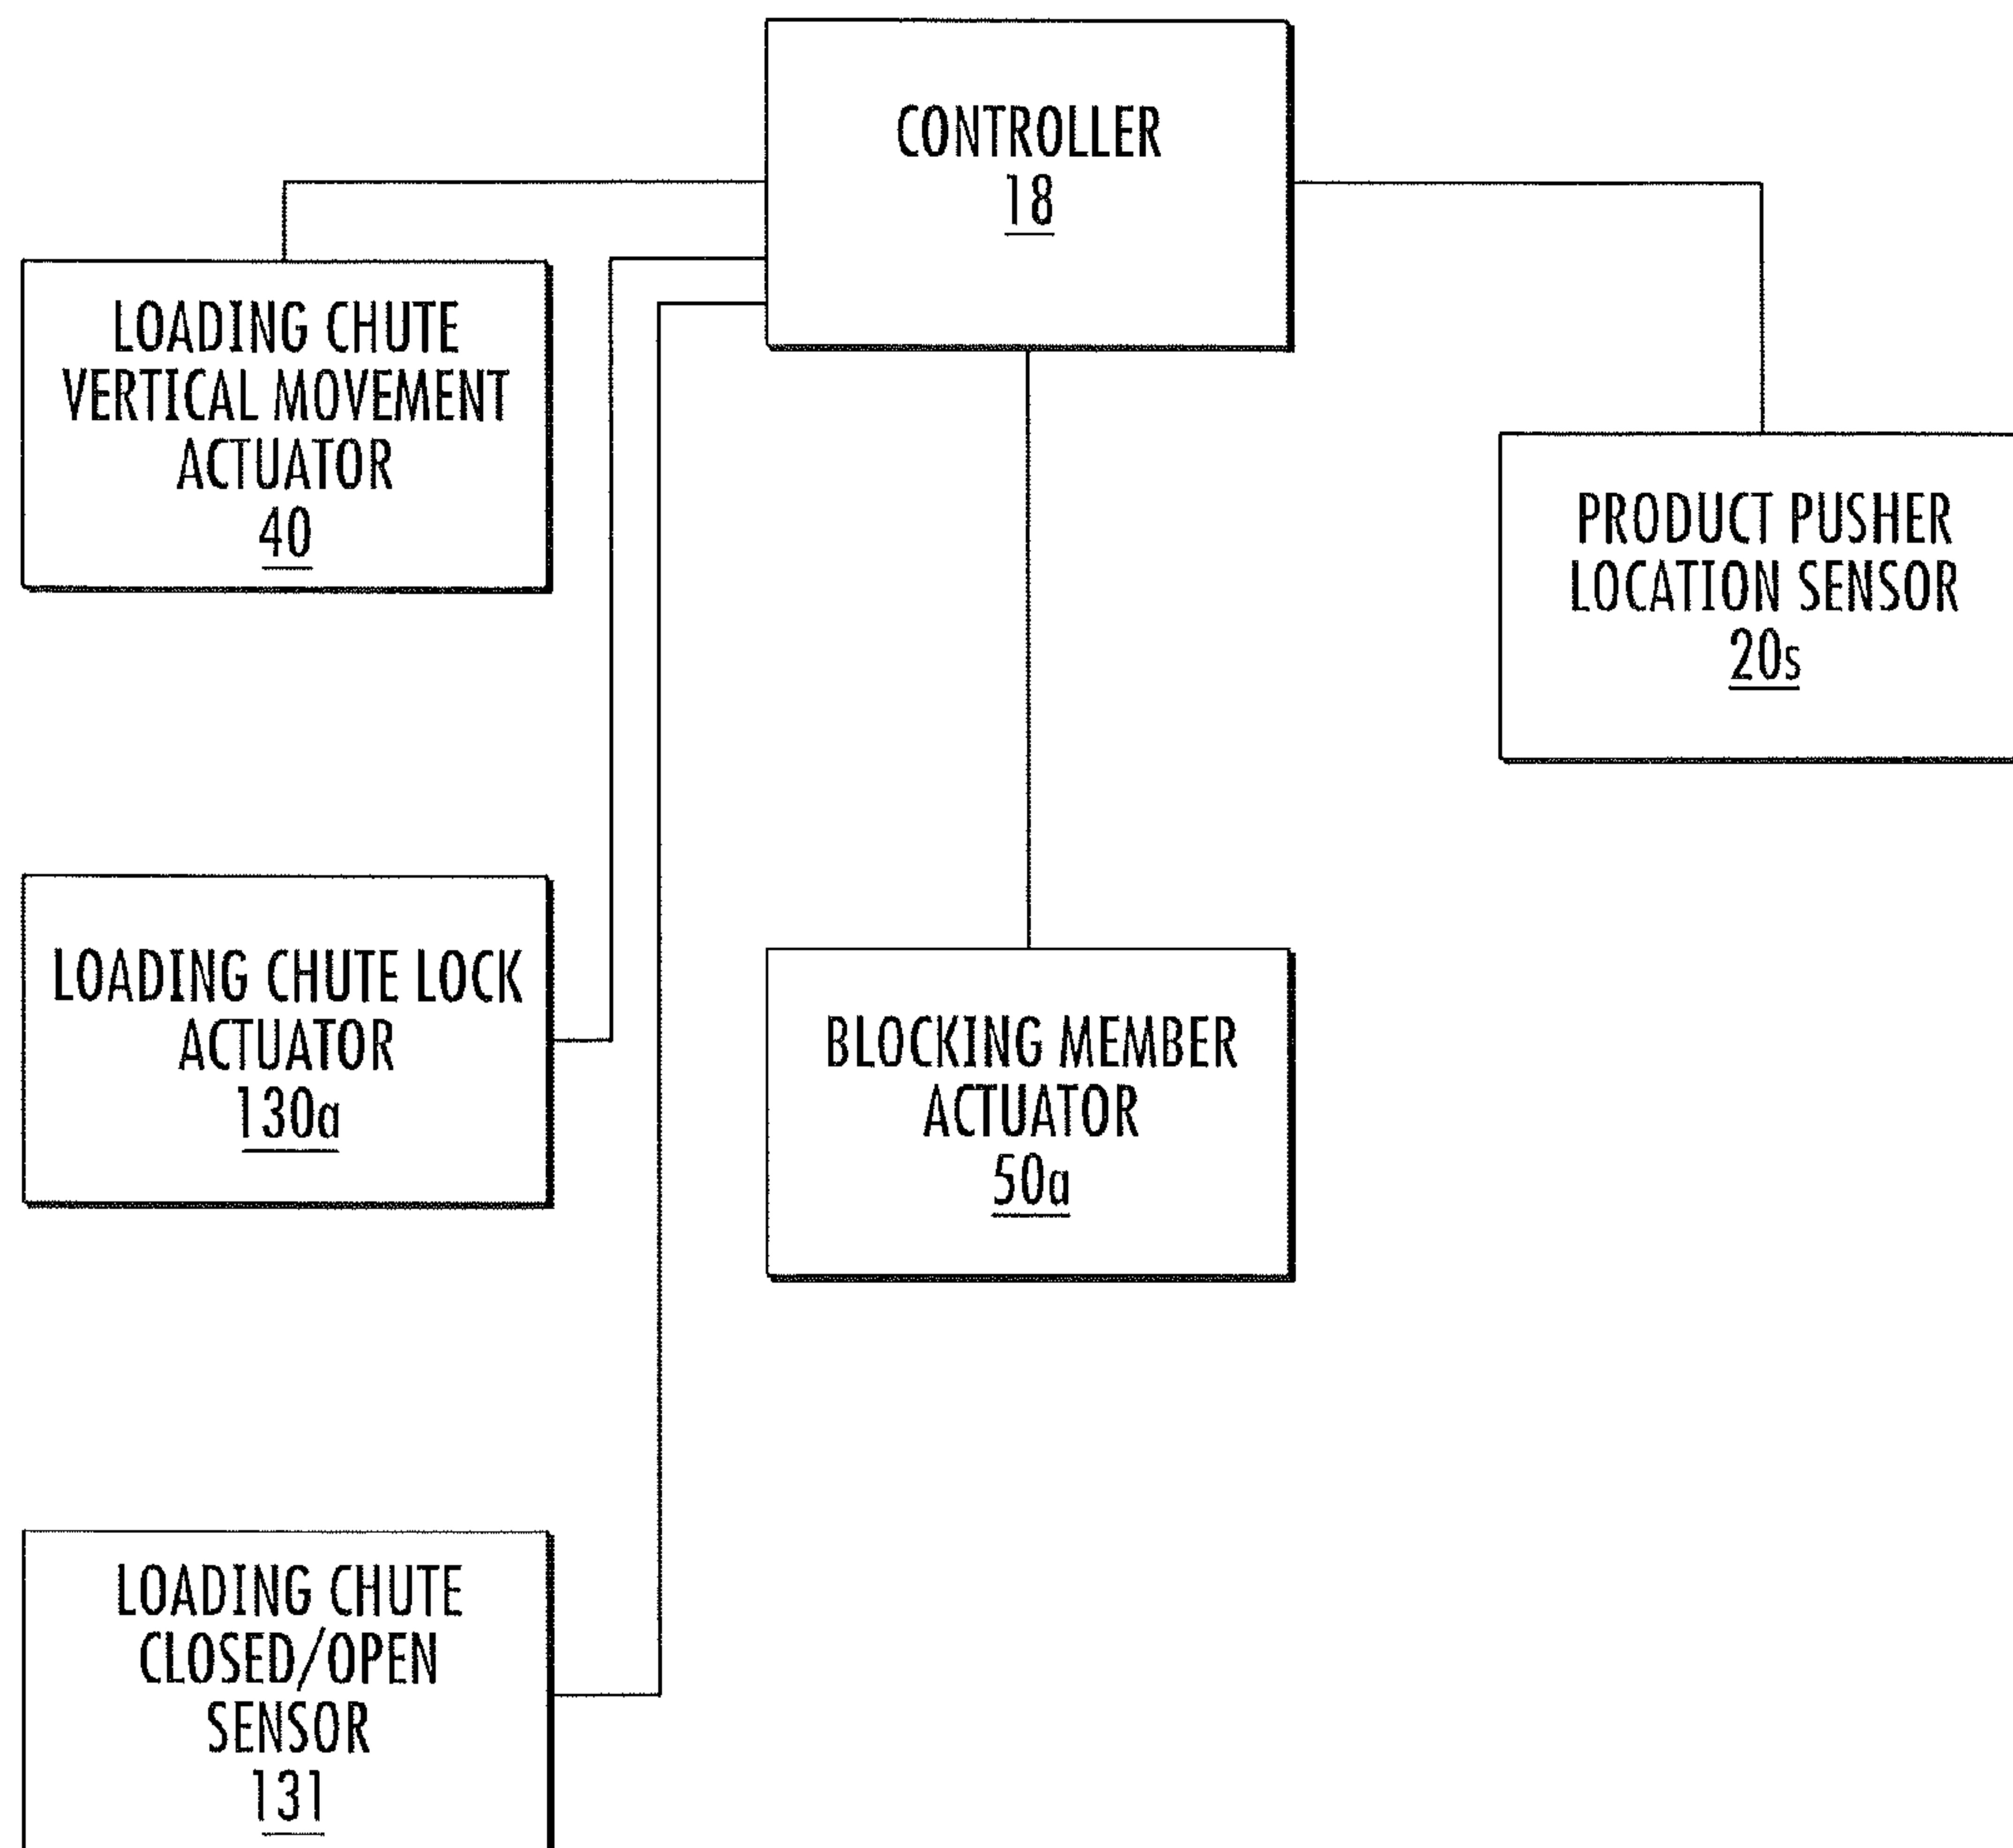 CONTROLLER
18
LOADING CHUTE
VERTICAL MOVEMENT
ACTUATOR
40
PRODUCT PUSHER
LOCATION SENSOR
20s
LOADING CHUTE LOCK
ACTUATOR
130a
BLOCKING MEMBER
ACTUATOR
50a
LOADING CHUTE
CLOSED/OPEN
SENSOR
131